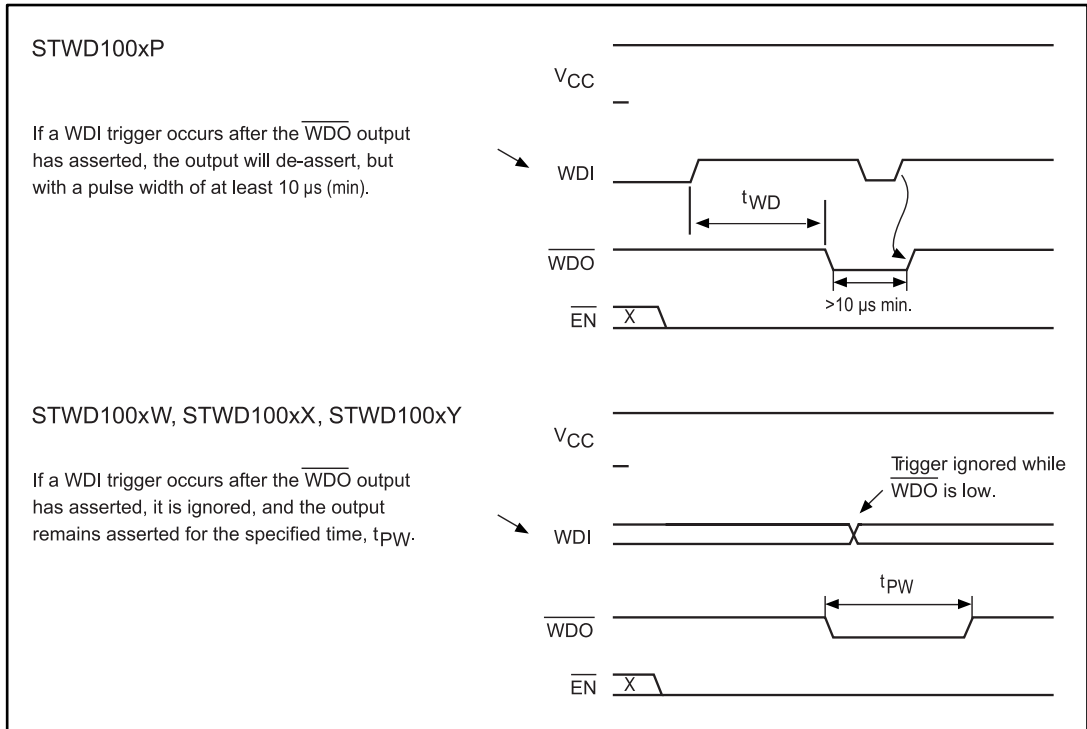 STWD100xP
VCC
If a WDI trigger occurs after the WDO output
has asserted, the output will de-assert, but
with a pulse width of at least 10 µs (min).
WDI
tWD
WDO
>10 µs min.
EN
X
STWD100xW, STWD100xX, STWD100xY
VCC
If a WDI trigger occurs after the WDO output
has asserted, it is ignored, and the output
remains asserted for the specified time, tPW.
Trigger ignored while
WDO is low.
WDI
tPW
WDO
EN
X